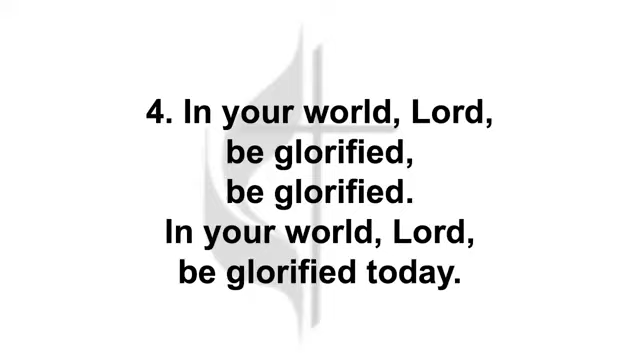 4. In your world, Lord,
be glorified,
be glorified.
In your world, Lord,
be glorified today.